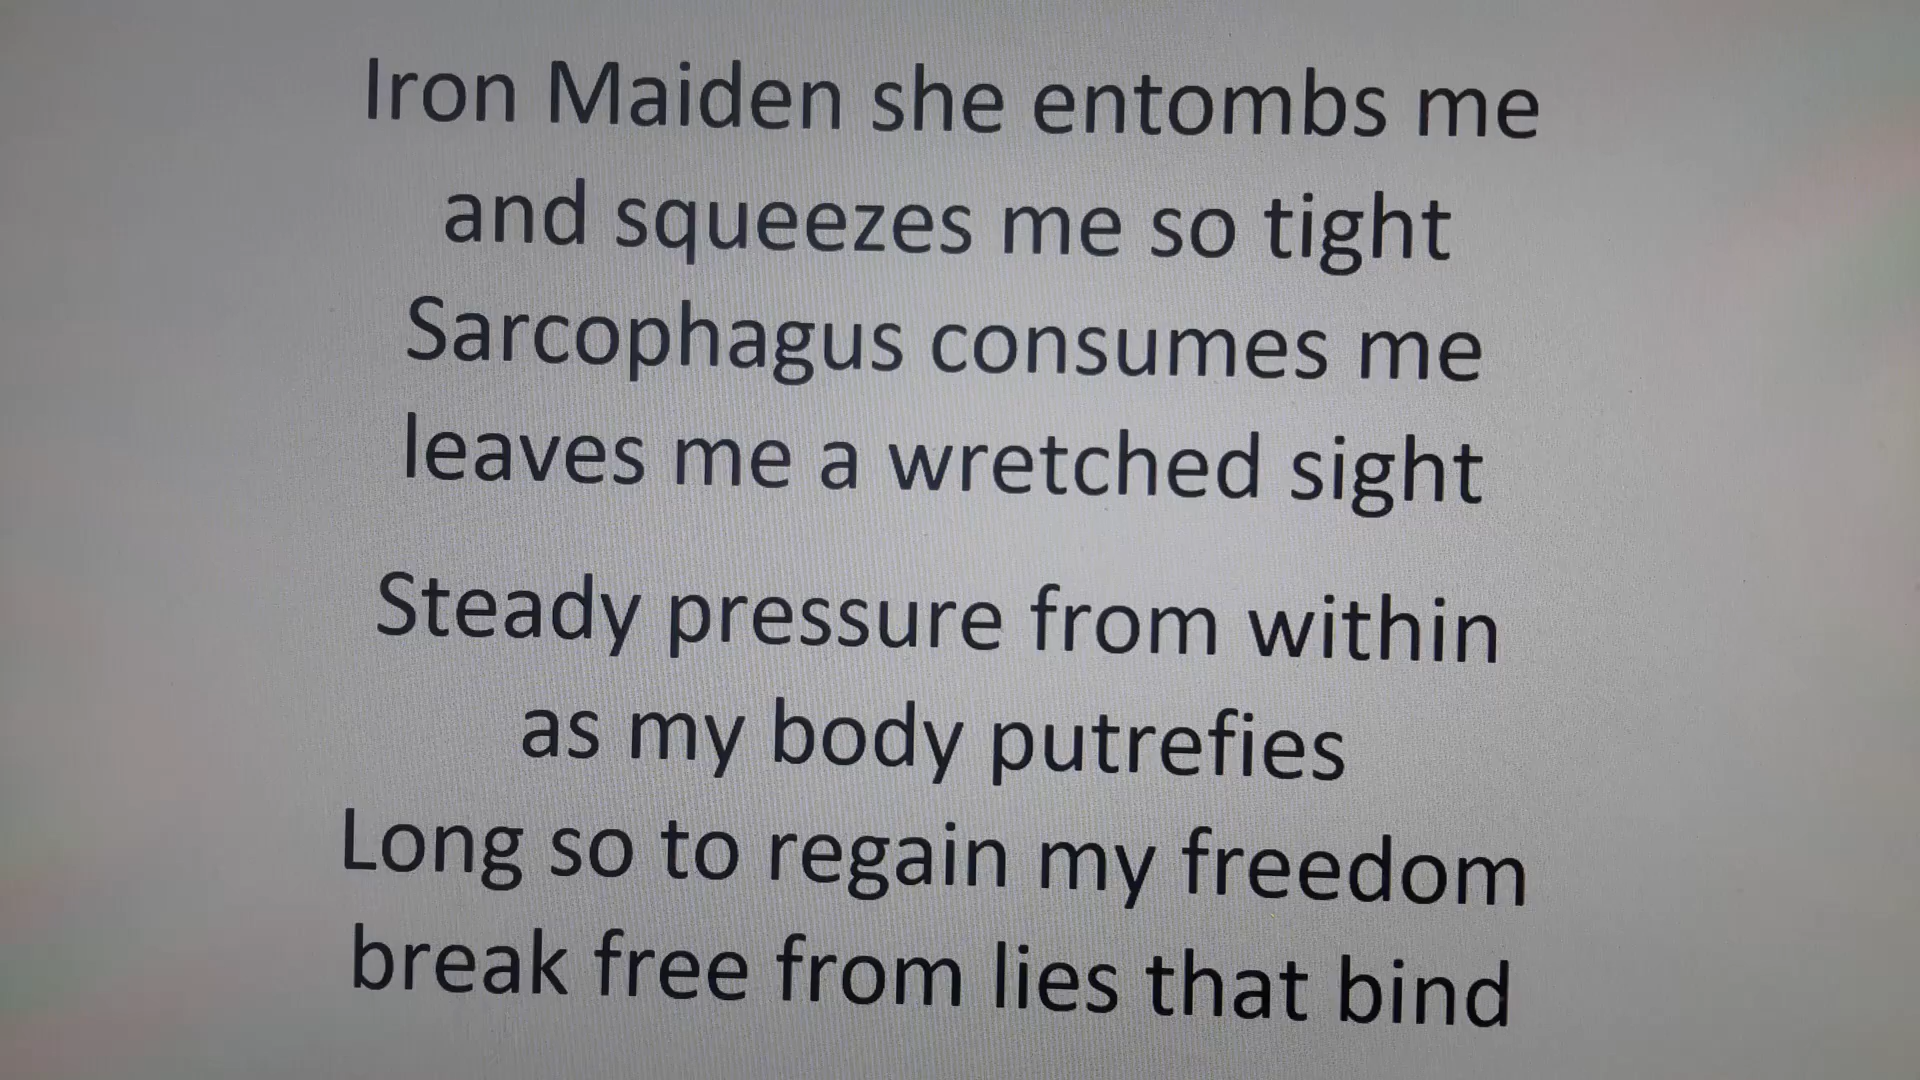 Iron Maiden she entombs me
and squeezes me so tight
Sarcophagus consumes me
leaves me a wretched sight
Steady pressure from within
as my body putrefies
Long so to regain my freedom
break free from lies that bind